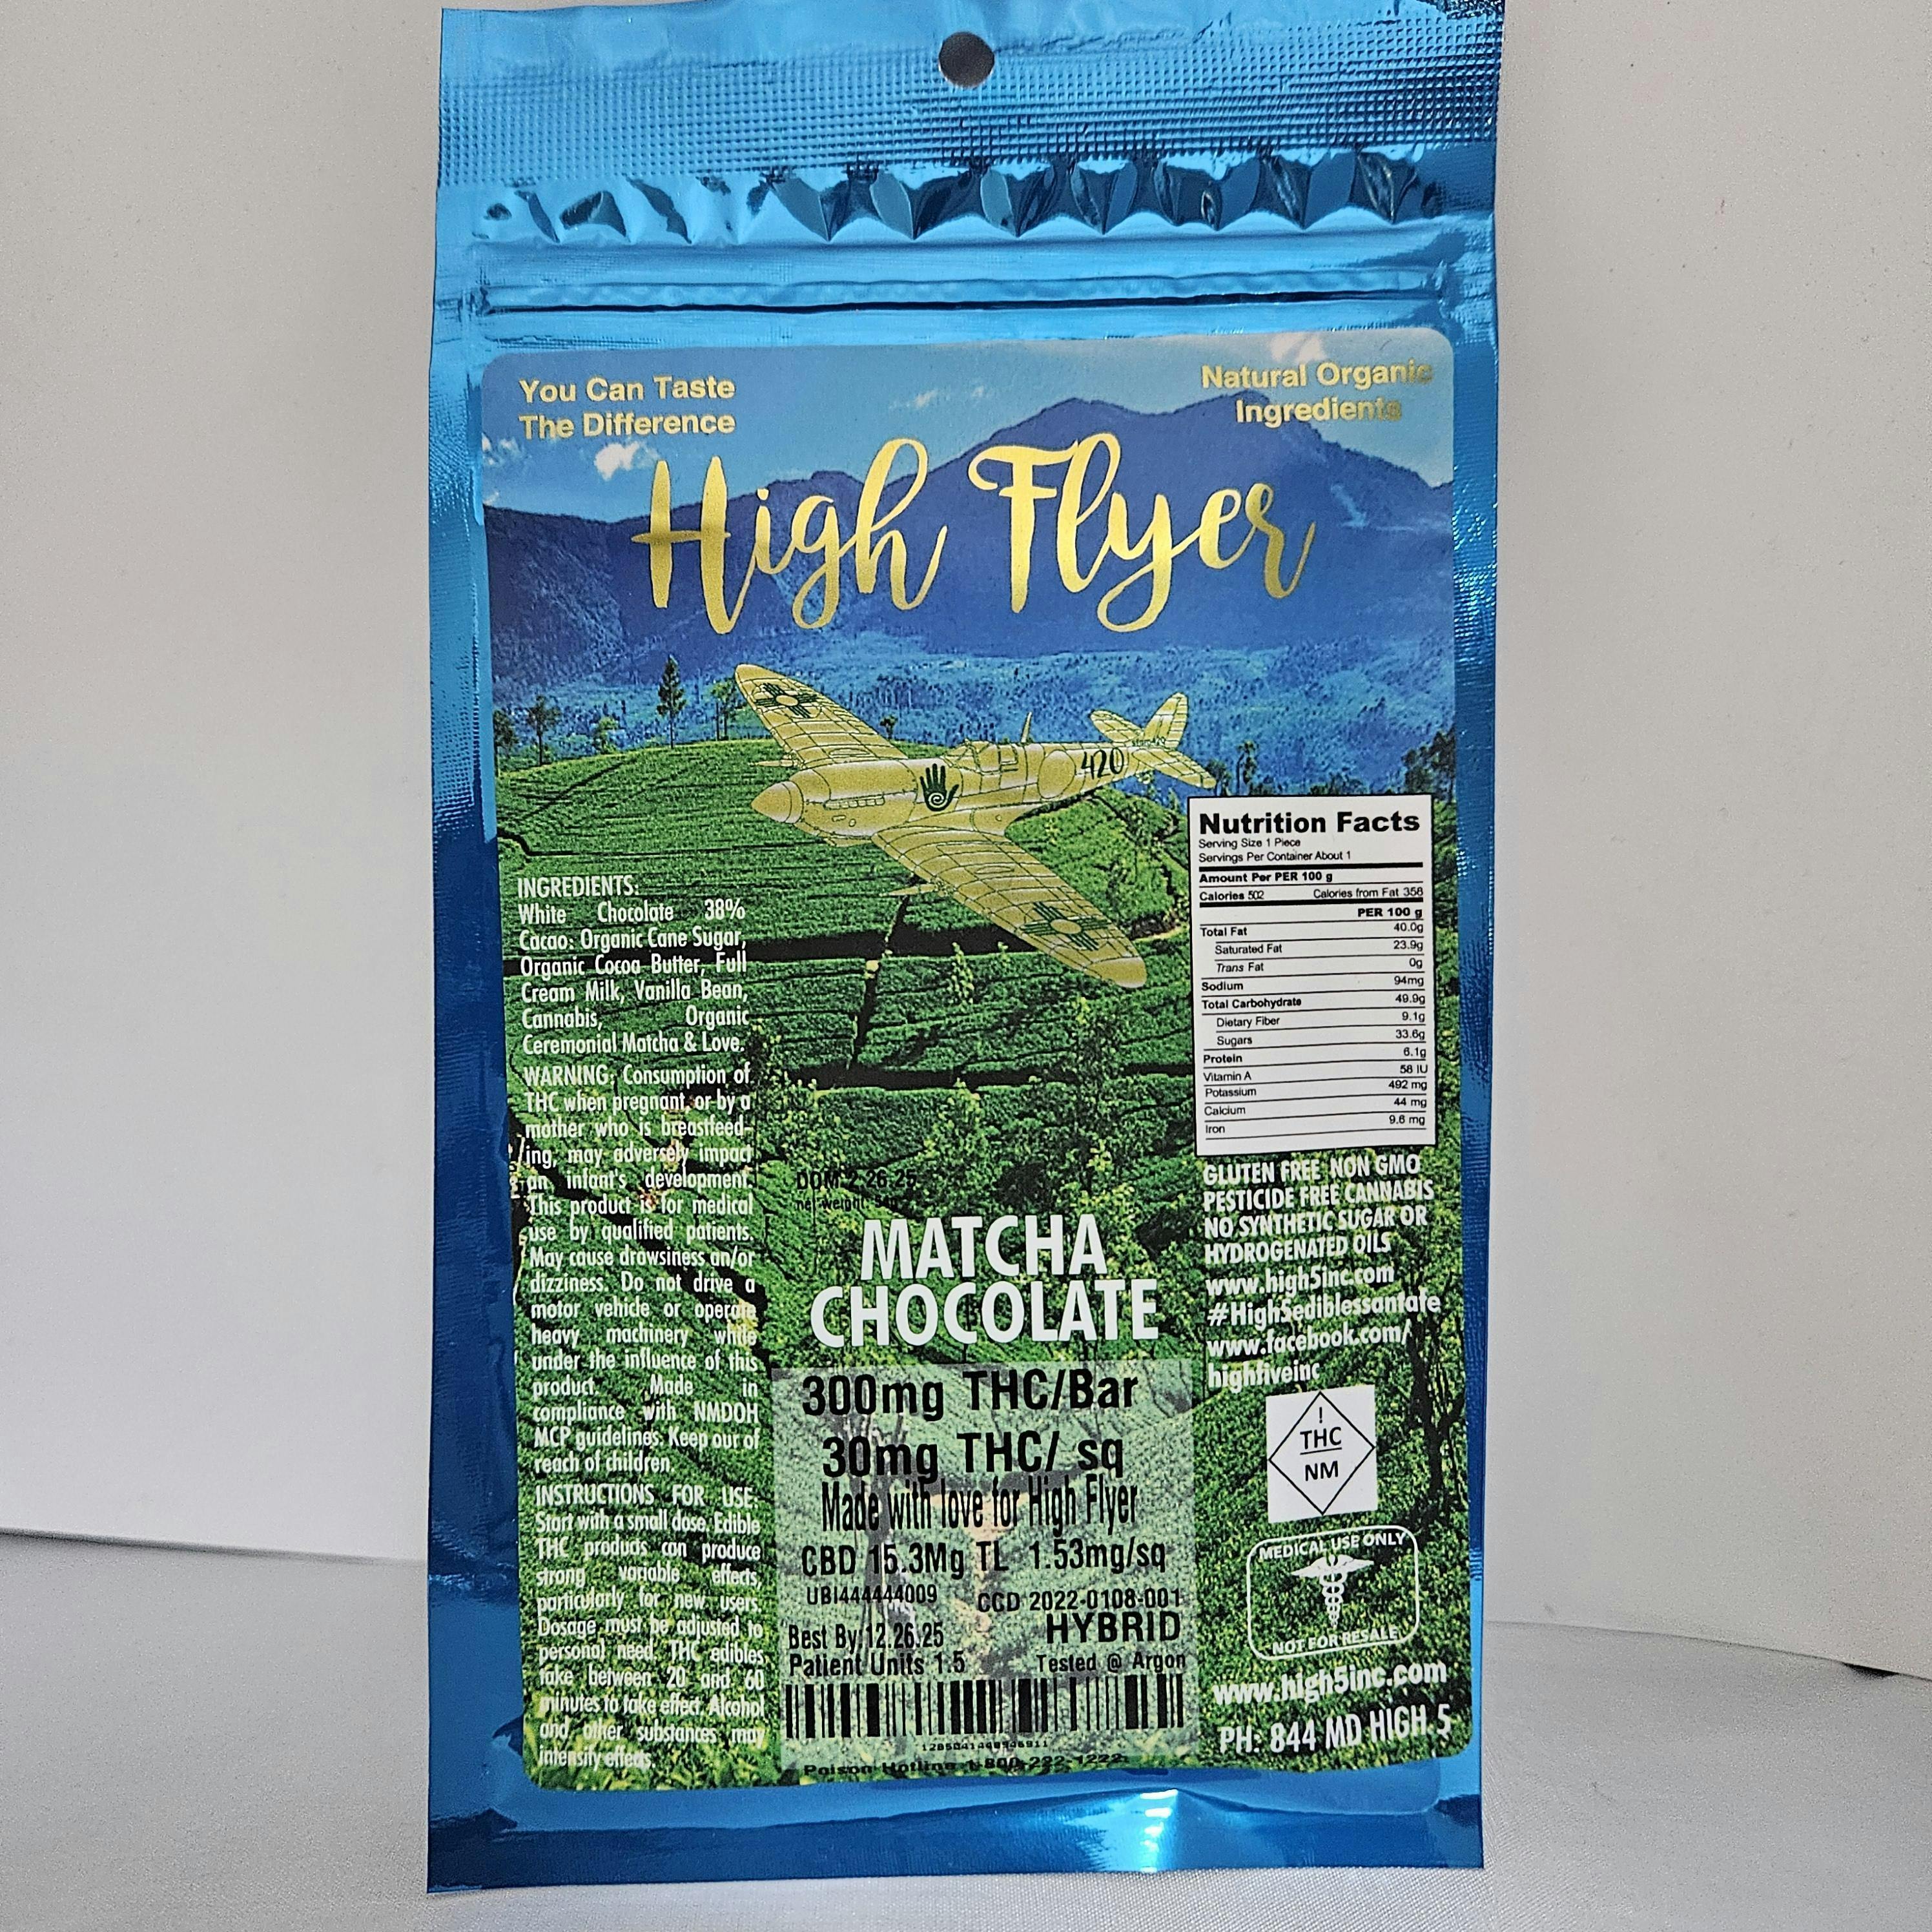 You Can Taste
The Difference
Natural Organic
Ingredients
High Flyer
420
INGREDIENTS:
White Chocolate 38%
Cacao: Organic Cane Sugar,
Organic Cocoa Butter, Full
Cream Milk, Vanilla Bean,
Cannabis, Organic
Ceremonial Matcha & Love.
WARNING: Consumption of
THC when pregnant, or by a
mother who is breastfeed-
ing, may adversely impact
an infant's development.
This product is for medical
use by qualified patients.
May cause drawsiness an/or
dizziness. Do not drive a
motor vehicle or operate
heavy machinery while
under the influence of this
product. Made in
compliance with NMDOH
MCP guidelines. Keep our of
reach of children
INSTRUCTIONS FOR USE:
Start with a small dose. Edible
THC products can produce
strong variable effects,
particularly for new users.
Dosage must be adjusted to
personal need. THC edibles
take between 20 and 60
minutes to take effect. Alcohol
and other substances may
intensity effects.
DOM 2.26.25
net weight
MATCHA
CHOCOLATE
300mg THC/Bar
30mg THC/ sq
Made with love for High Flyer
CBD 15.3Mg TL 1.53mg/sq
UBI444444009 CCD 2022-0108-001
HYBRID
Best By:12.26.25
Patient Units 1.5 Tested @ Argon
Poison Hotline 1-800-222-1222
Nutrition Facts
Serving Size 1 Piece
Servings Per Container About 1
Amount Per PER 100 g
Calories 502 Calories from Fat 358
PER 100 g
Total Fat 40.0g
Saturated Fat 23.9g
Trans Fat 0g
Sodium 94mg
Total Carbohydrate 49.9g
Dietary Fiber 9.1g
Sugars 33.6g
Protein 6.1g
Vitamin A 58 IU
Potassium 492 mg
Calcium 44 mg
Iron 9.6 mg
GLUTEN FREE NON GMO
PESTICIDE FREE CANNABIS
NO SYNTHETIC SUGAR OR
HYDROGENATED OILS
www.high5inc.com
#High5ediblessantafe
www.facebook.com/
highfiveinc
!
THC
NM
MEDICAL USE ONLY
NOT FOR RESALE
www.high5inc.com
PH: 844 MD HIGH 5